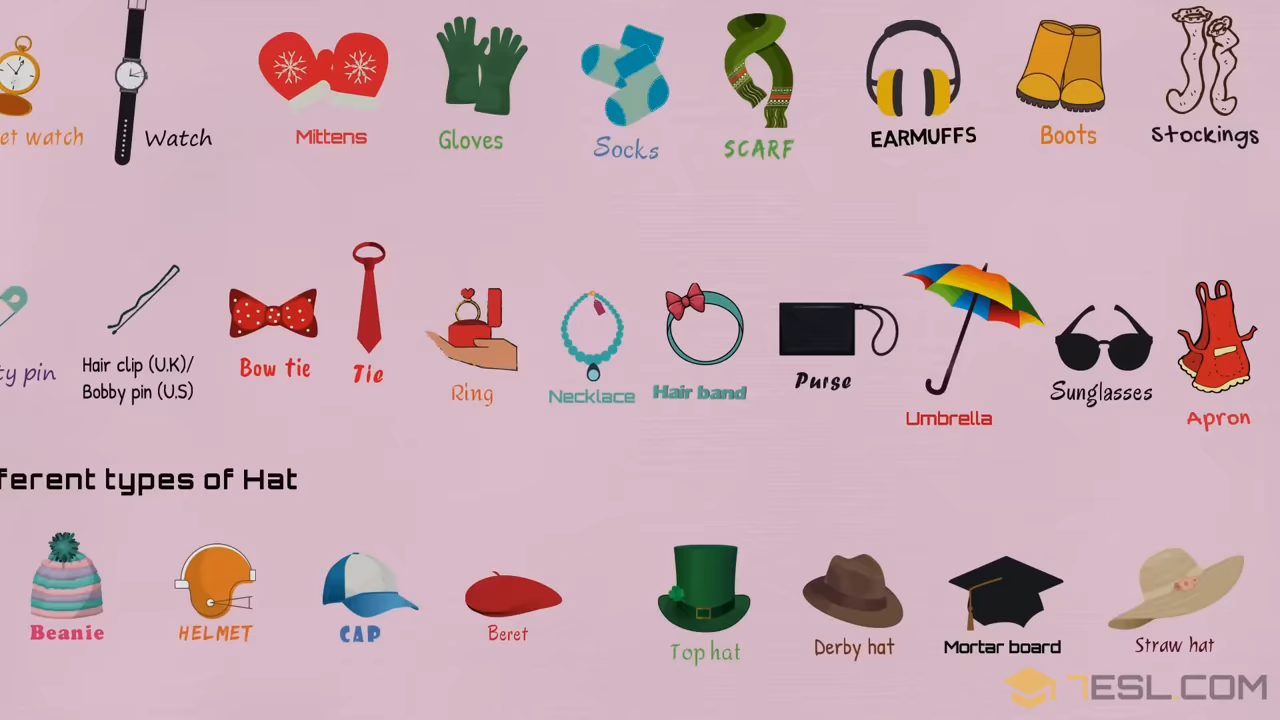 et watch
Watch
Mittens
Gloves
Socks
SCARF
EARMUFFS
Boots
Stockings
ty pin
Hair clip (U.K)/
Bobby pin (U.S)
Bow tie
Tie
Ring
Necklace
Hair band
Purse
Umbrella
Sunglasses
Apron
ferent types of Hat
Beanie
HELMET
CAP
Beret
Top hat
Derby hat
Mortar board
Straw hat
7ESL.COM